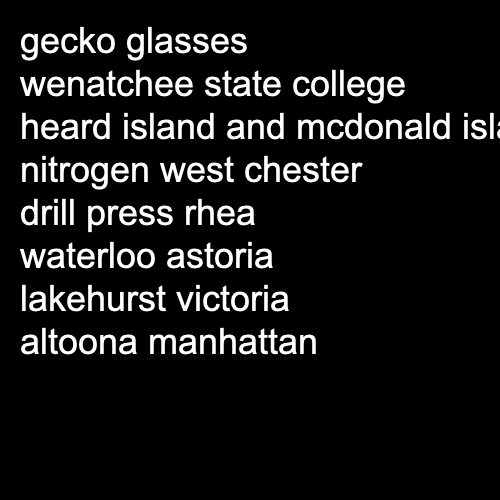 gecko glasses
wenatchee state college
heard island and mcdonald isl
nitrogen west chester
drill press rhea
waterloo astoria
lakehurst victoria
altoona manhattan